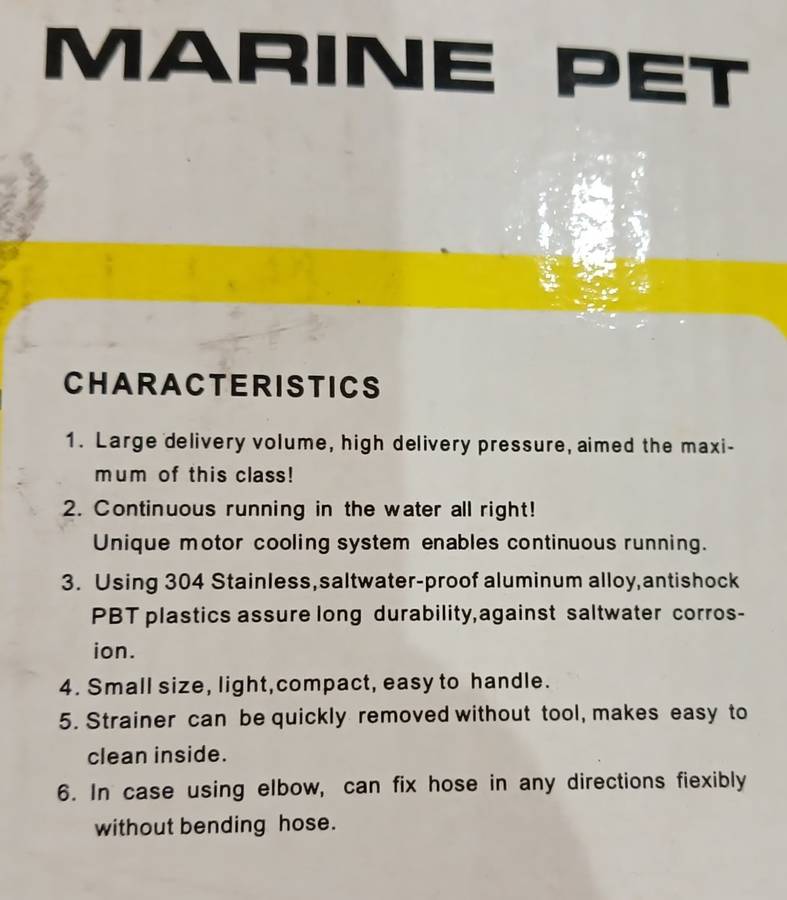 MARINE PET
CHARACTERISTICS
1. Large delivery volume, high delivery pressure, aimed the maxi-
mum of this class!
2. Continuous running in the water all right!
Unique motor cooling system enables continuous running.
3. Using 304 Stainless,saltwater-proof aluminum alloy,antishock
PBT plastics assure long durability,against saltwater corros-
ion.
4. Small size, light,compact, easy to handle.
5. Strainer can be quickly removed without tool, makes easy to
clean inside.
6. In case using elbow, can fix hose in any directions fiexibly
without bending hose.